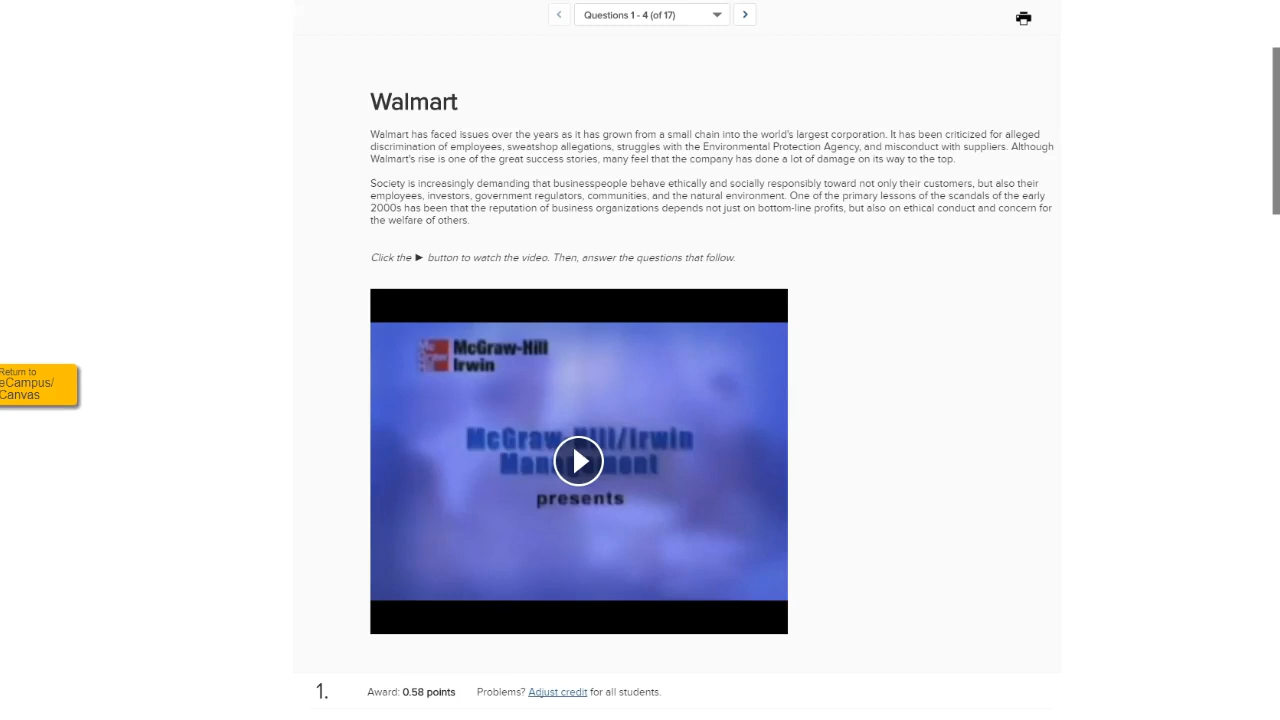 Questions 1 - 4 (of 17)
Walmart
Walmart has faced issues over the years as it has grown from a small chain into the world's largest corporation. It has been criticized for alleged
discrimination of employees, sweatshop allegations, struggles with the Environmental Protection Agency, and misconduct with suppliers. Although
Walmart's rise is one of the great success stories, many feel that the company has done a lot of damage on its way to the top.
Society is increasingly demanding that businesspeople behave ethically and socially responsibly toward not only their customers, but also their
employees, investors, government regulators, communities, and the natural environment. One of the primary lessons of the scandals of the early
2000s has been that the reputation of business organizations depends not just on bottom-line profits, but also on ethical conduct and concern for
the welfare of others.
Click the ► button to watch the video. Then, answer the questions that follow.
McGraw-Hill
Irwin
McGraw-Hill/Irwin
Management
presents
Return to
eCampus/
Canvas
1.
Award: 0.58 points Problems? Adjust credit for all students.